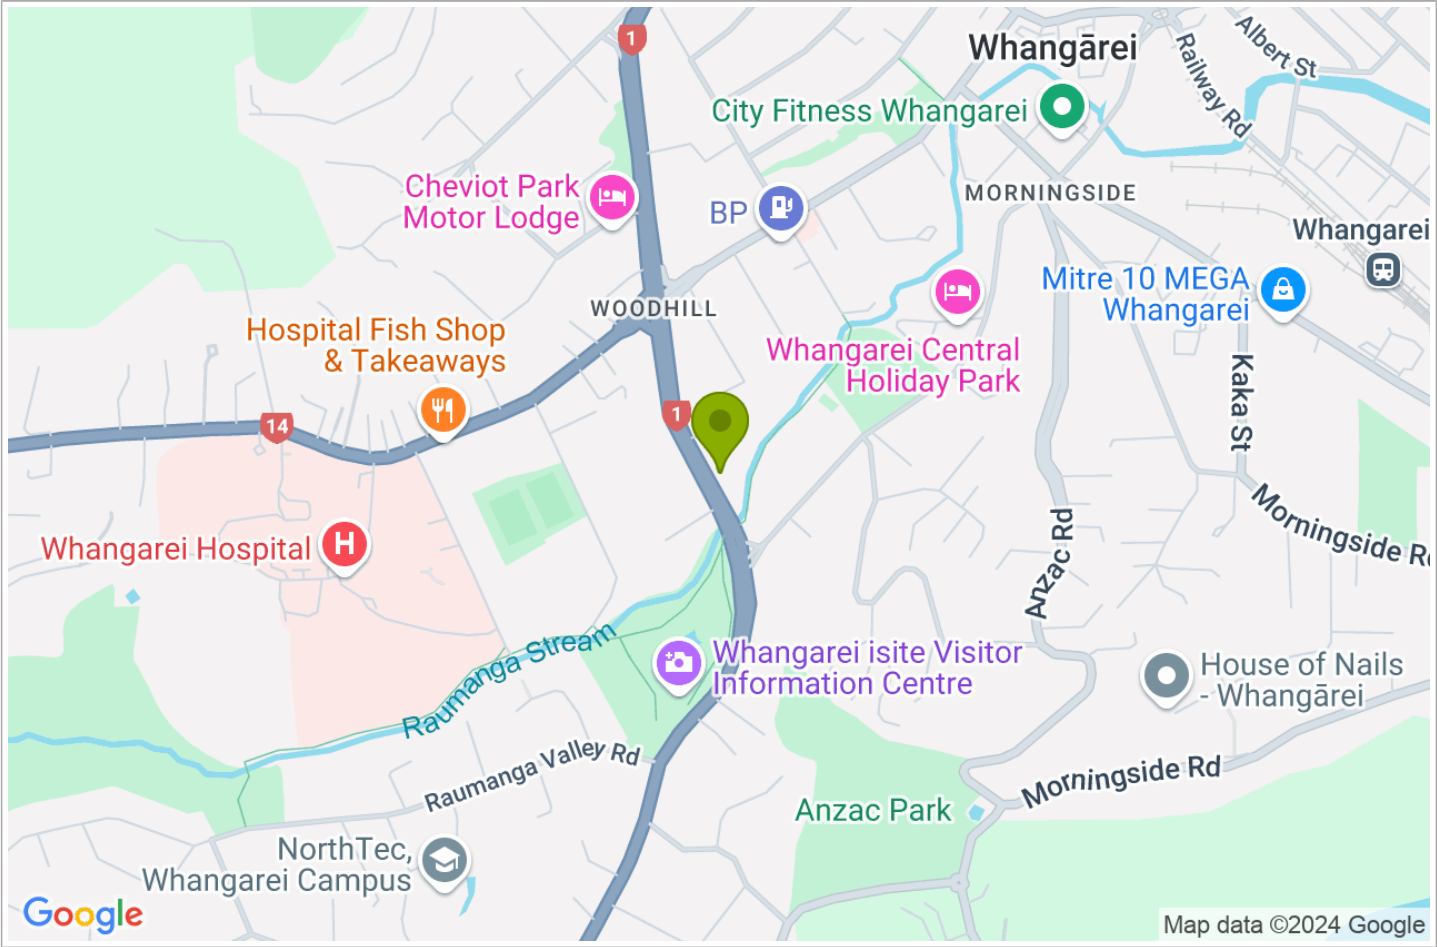 1
Whangārei
Albert St
Railway Rd
City Fitness Whangarei
Cheviot Park
Motor Lodge
BP
MORNINGSIDE
Whangarei
Mitre 10 MEGA
Whangarei
WOODHILL
Hospital Fish Shop
& Takeaways
Whangarei Central
Holiday Park
Kaka St
1
14
Morningside Rd
Anzac Rd
Whangarei Hospital
H
Raumanga Stream
Whangarei isite Visitor
Information Centre
House of Nails
- Whangārei
Raumanga Valley Rd
Morningside Rd
Anzac Park
NorthTec,
Whangarei Campus
Google
Map data ©2024 Google